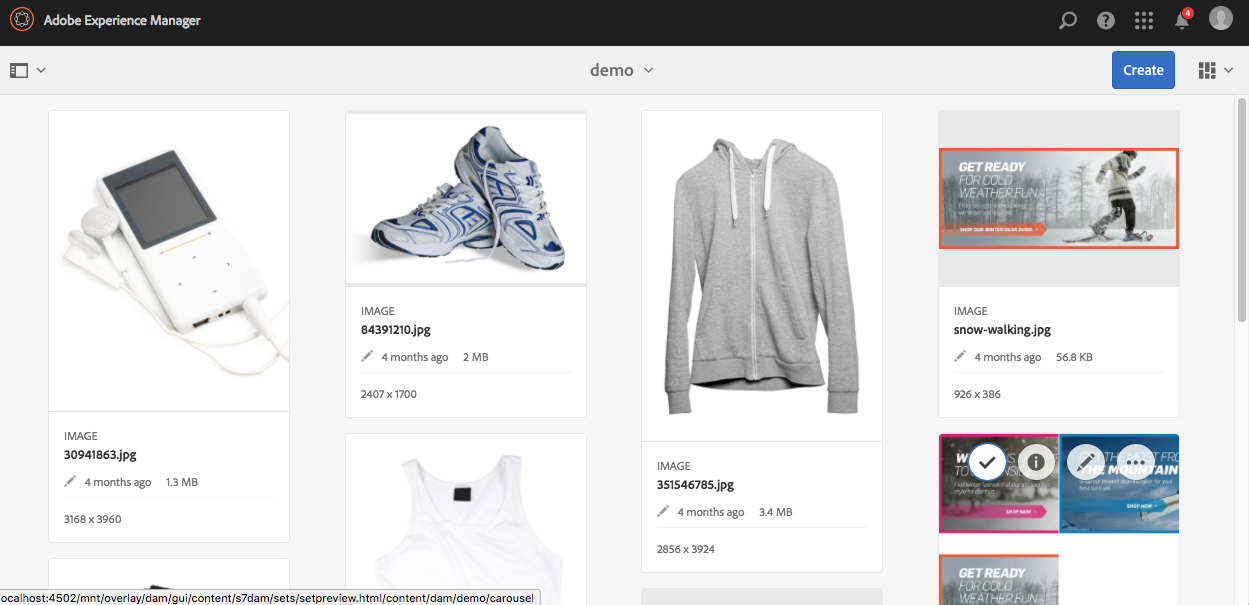 Adobe Experience Manager
4
demo
Create
IMAGE
30941863.jpg
4 months ago 1.3 MB
3168 x 3960
IMAGE
84391210.jpg
4 months ago 2 MB
2407 x 1700
IMAGE
351546785.jpg
4 months ago 3.4 MB
2856 x 3924
GET READY
FOR COLD
WEATHER FUN
SHOP OUR WINTER GEAR GUIDE
IMAGE
snow-walking.jpg
4 months ago 56.8 KB
926 x 386
THE MOUNTAIN
best runs yet.
SHOP NOW
SHOP NOW
GET READY
FOR COLD
WEATHER FUN
ocalhost:4502/mnt/overlay/dam/gui/content/s7dam/sets/setpreview.html/content/dam/demo/carousel